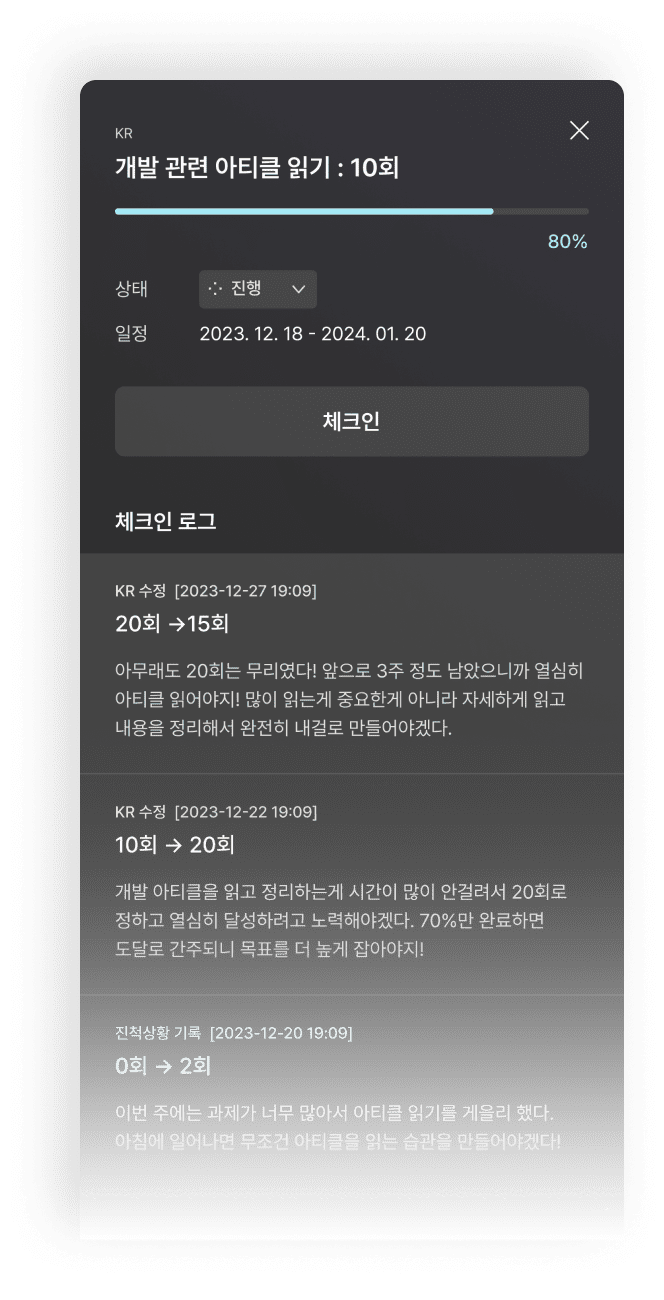 KR
개발 관련 아티클 읽기 : 10회
80%
상태 진행
일정 2023. 12. 18 - 2024. 01. 20
체크인
체크인 로그
KR 수정 [2023-12-27 19:09]
20회 →15회
아무래도 20회는 무리였다! 앞으로 3주 정도 남았으니까 열심히
아티클 읽어야지! 많이 읽는게 중요한게 아니라 자세하게 읽고
내용을 정리해서 완전히 내걸로 만들어야겠다.
KR 수정 [2023-12-22 19:09]
10회 → 20회
개발 아티클을 읽고 정리하는게 시간이 많이 안걸려서 20회로
정하고 열심히 달성하려고 노력해야겠다. 70%만 완료하면
도달로 간주되니 목표를 더 높게 잡아야지!
진척상황 기록 [2023-12-20 19:09]
0회 → 2회
이번 주에는 과제가 너무 많아서 아티클 읽기를 게을리 했다.
아침에 일어나면 무조건 아티클을 읽는 습관을 만들어야겠다!